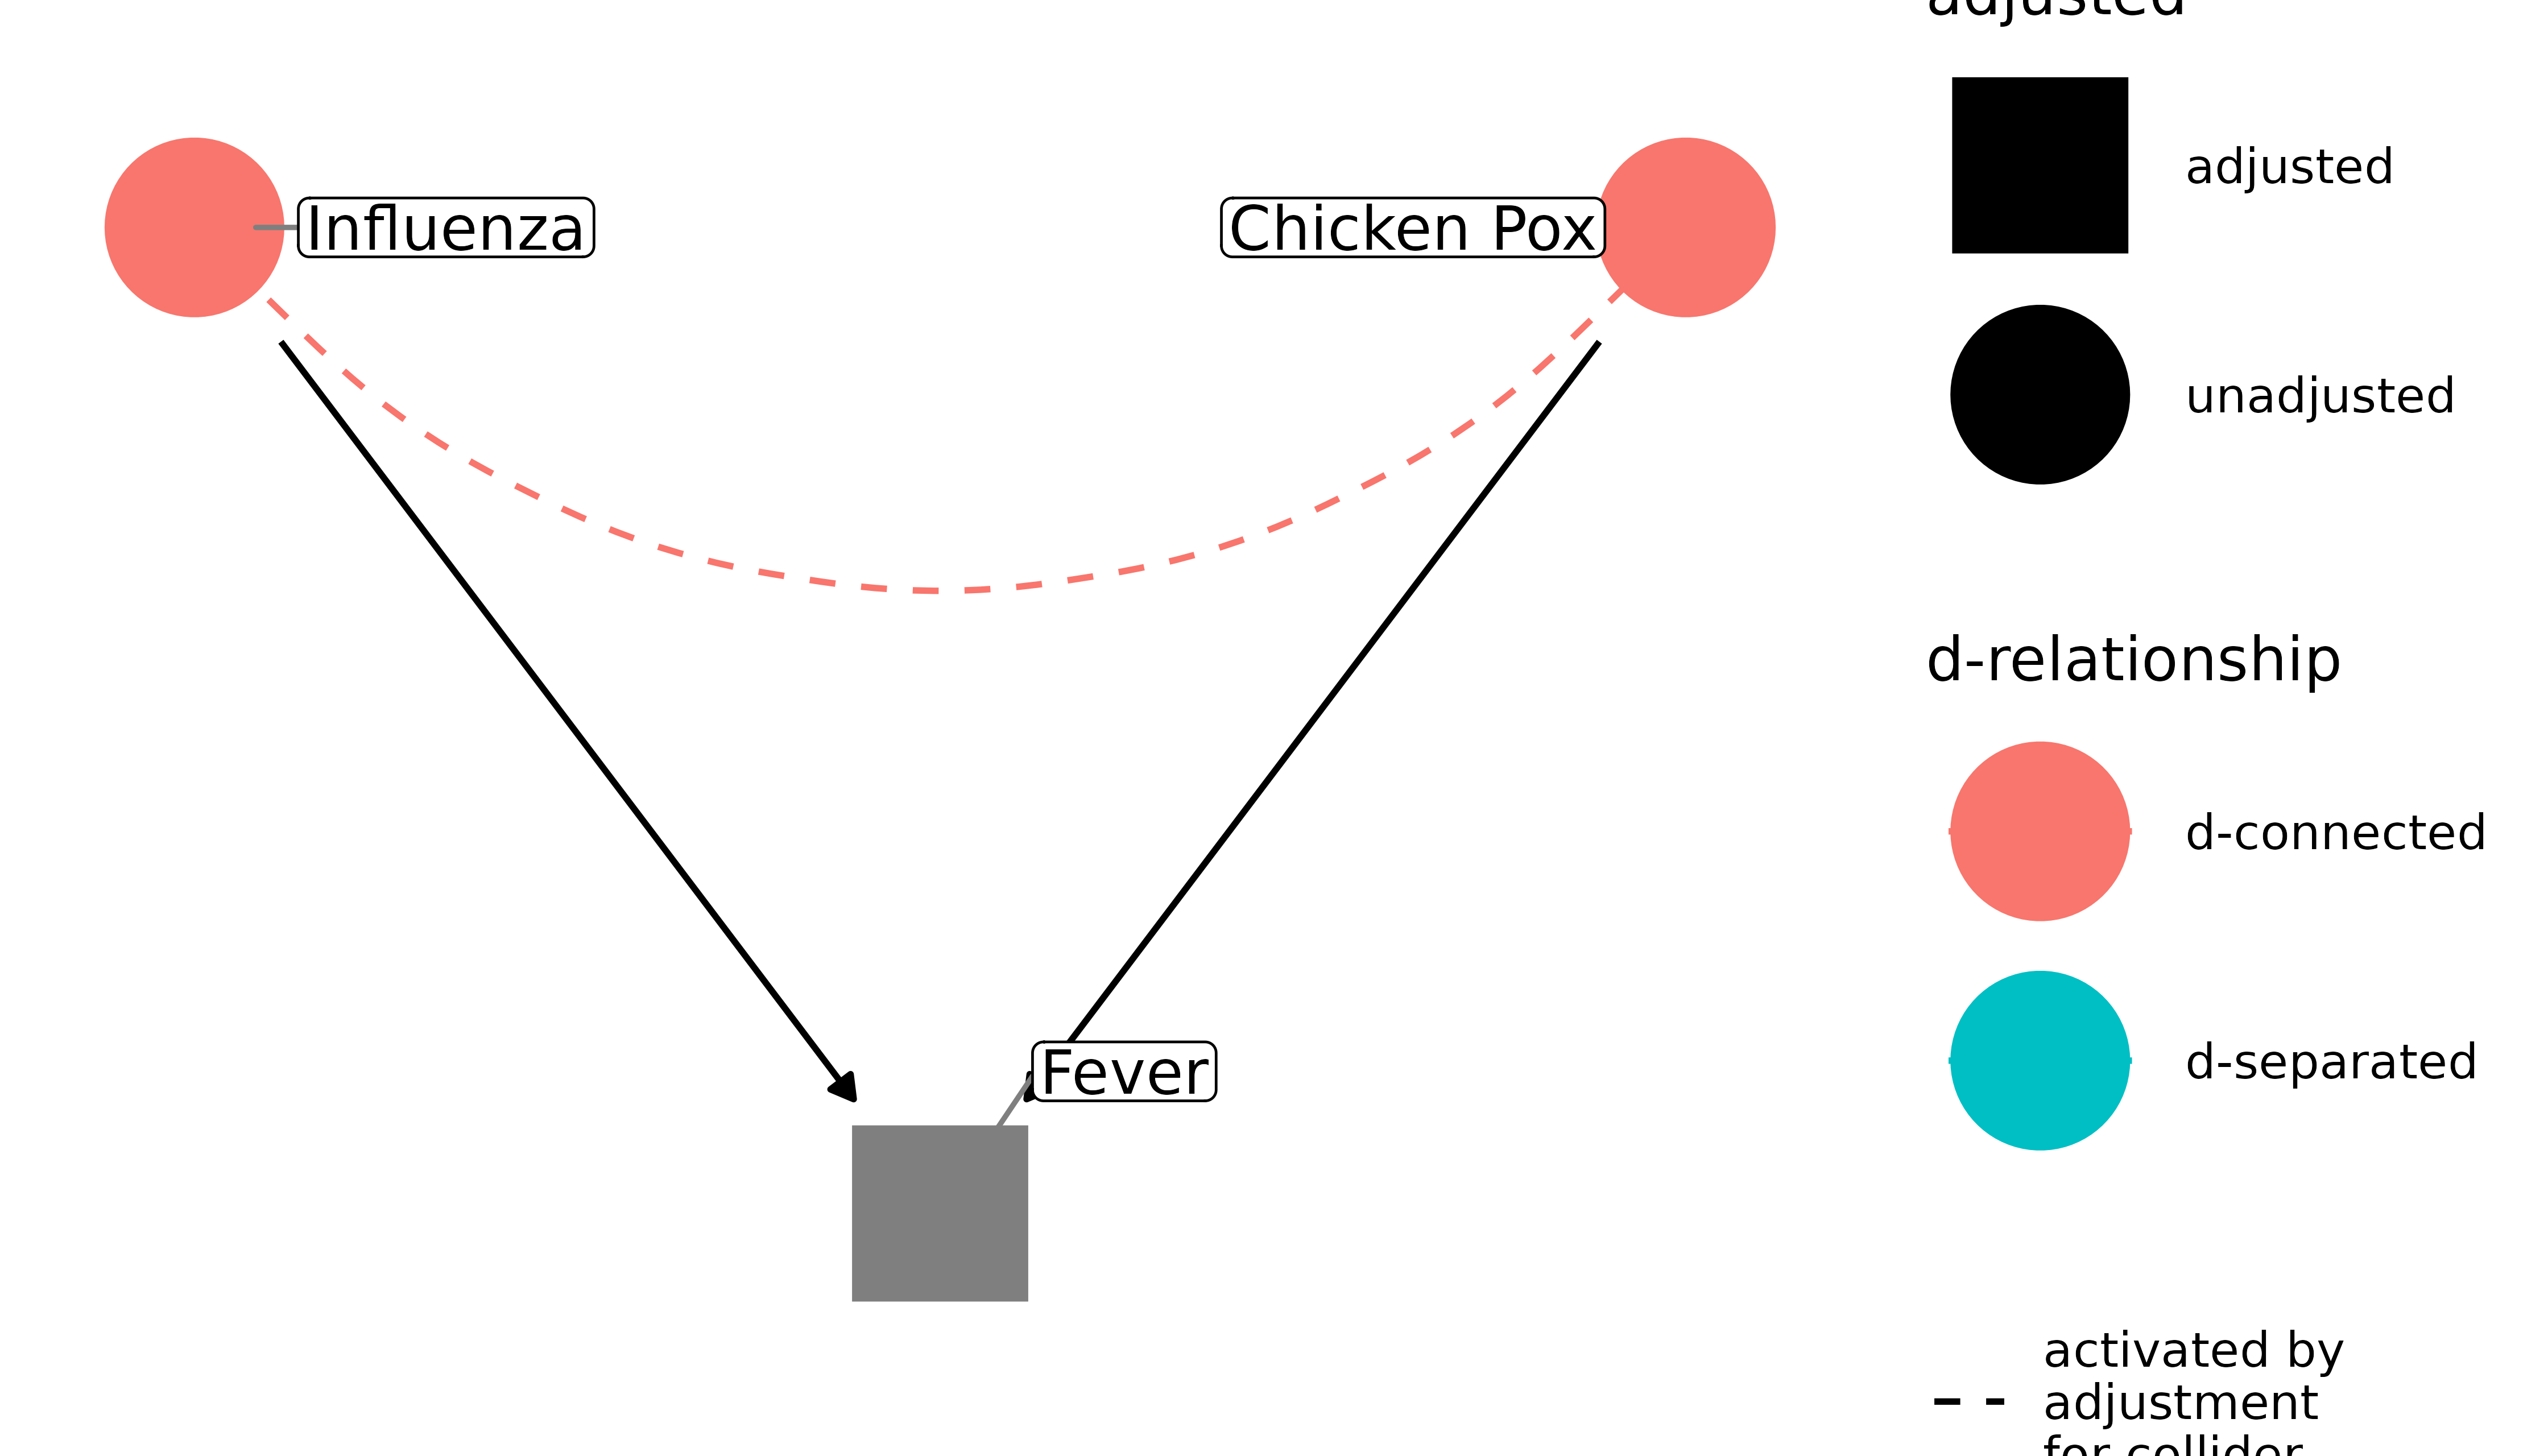 adjusted
Influenza
Chicken Pox
adjusted
unadjusted
d-relationship
d-connected
Fever
d-separated
activated by
adjustment
for collider